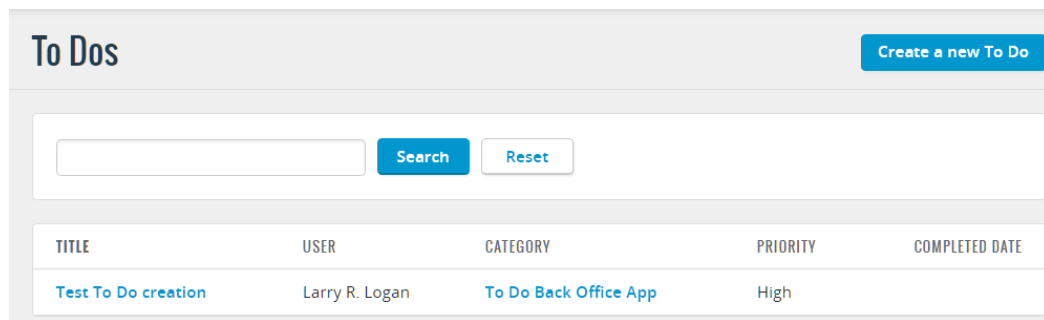 To Dos
Create a new To Do
Search Reset
TITLE USER CATEGORY PRIORITY COMPLETED DATE
Test To Do creation Larry R. Logan To Do Back Office App High